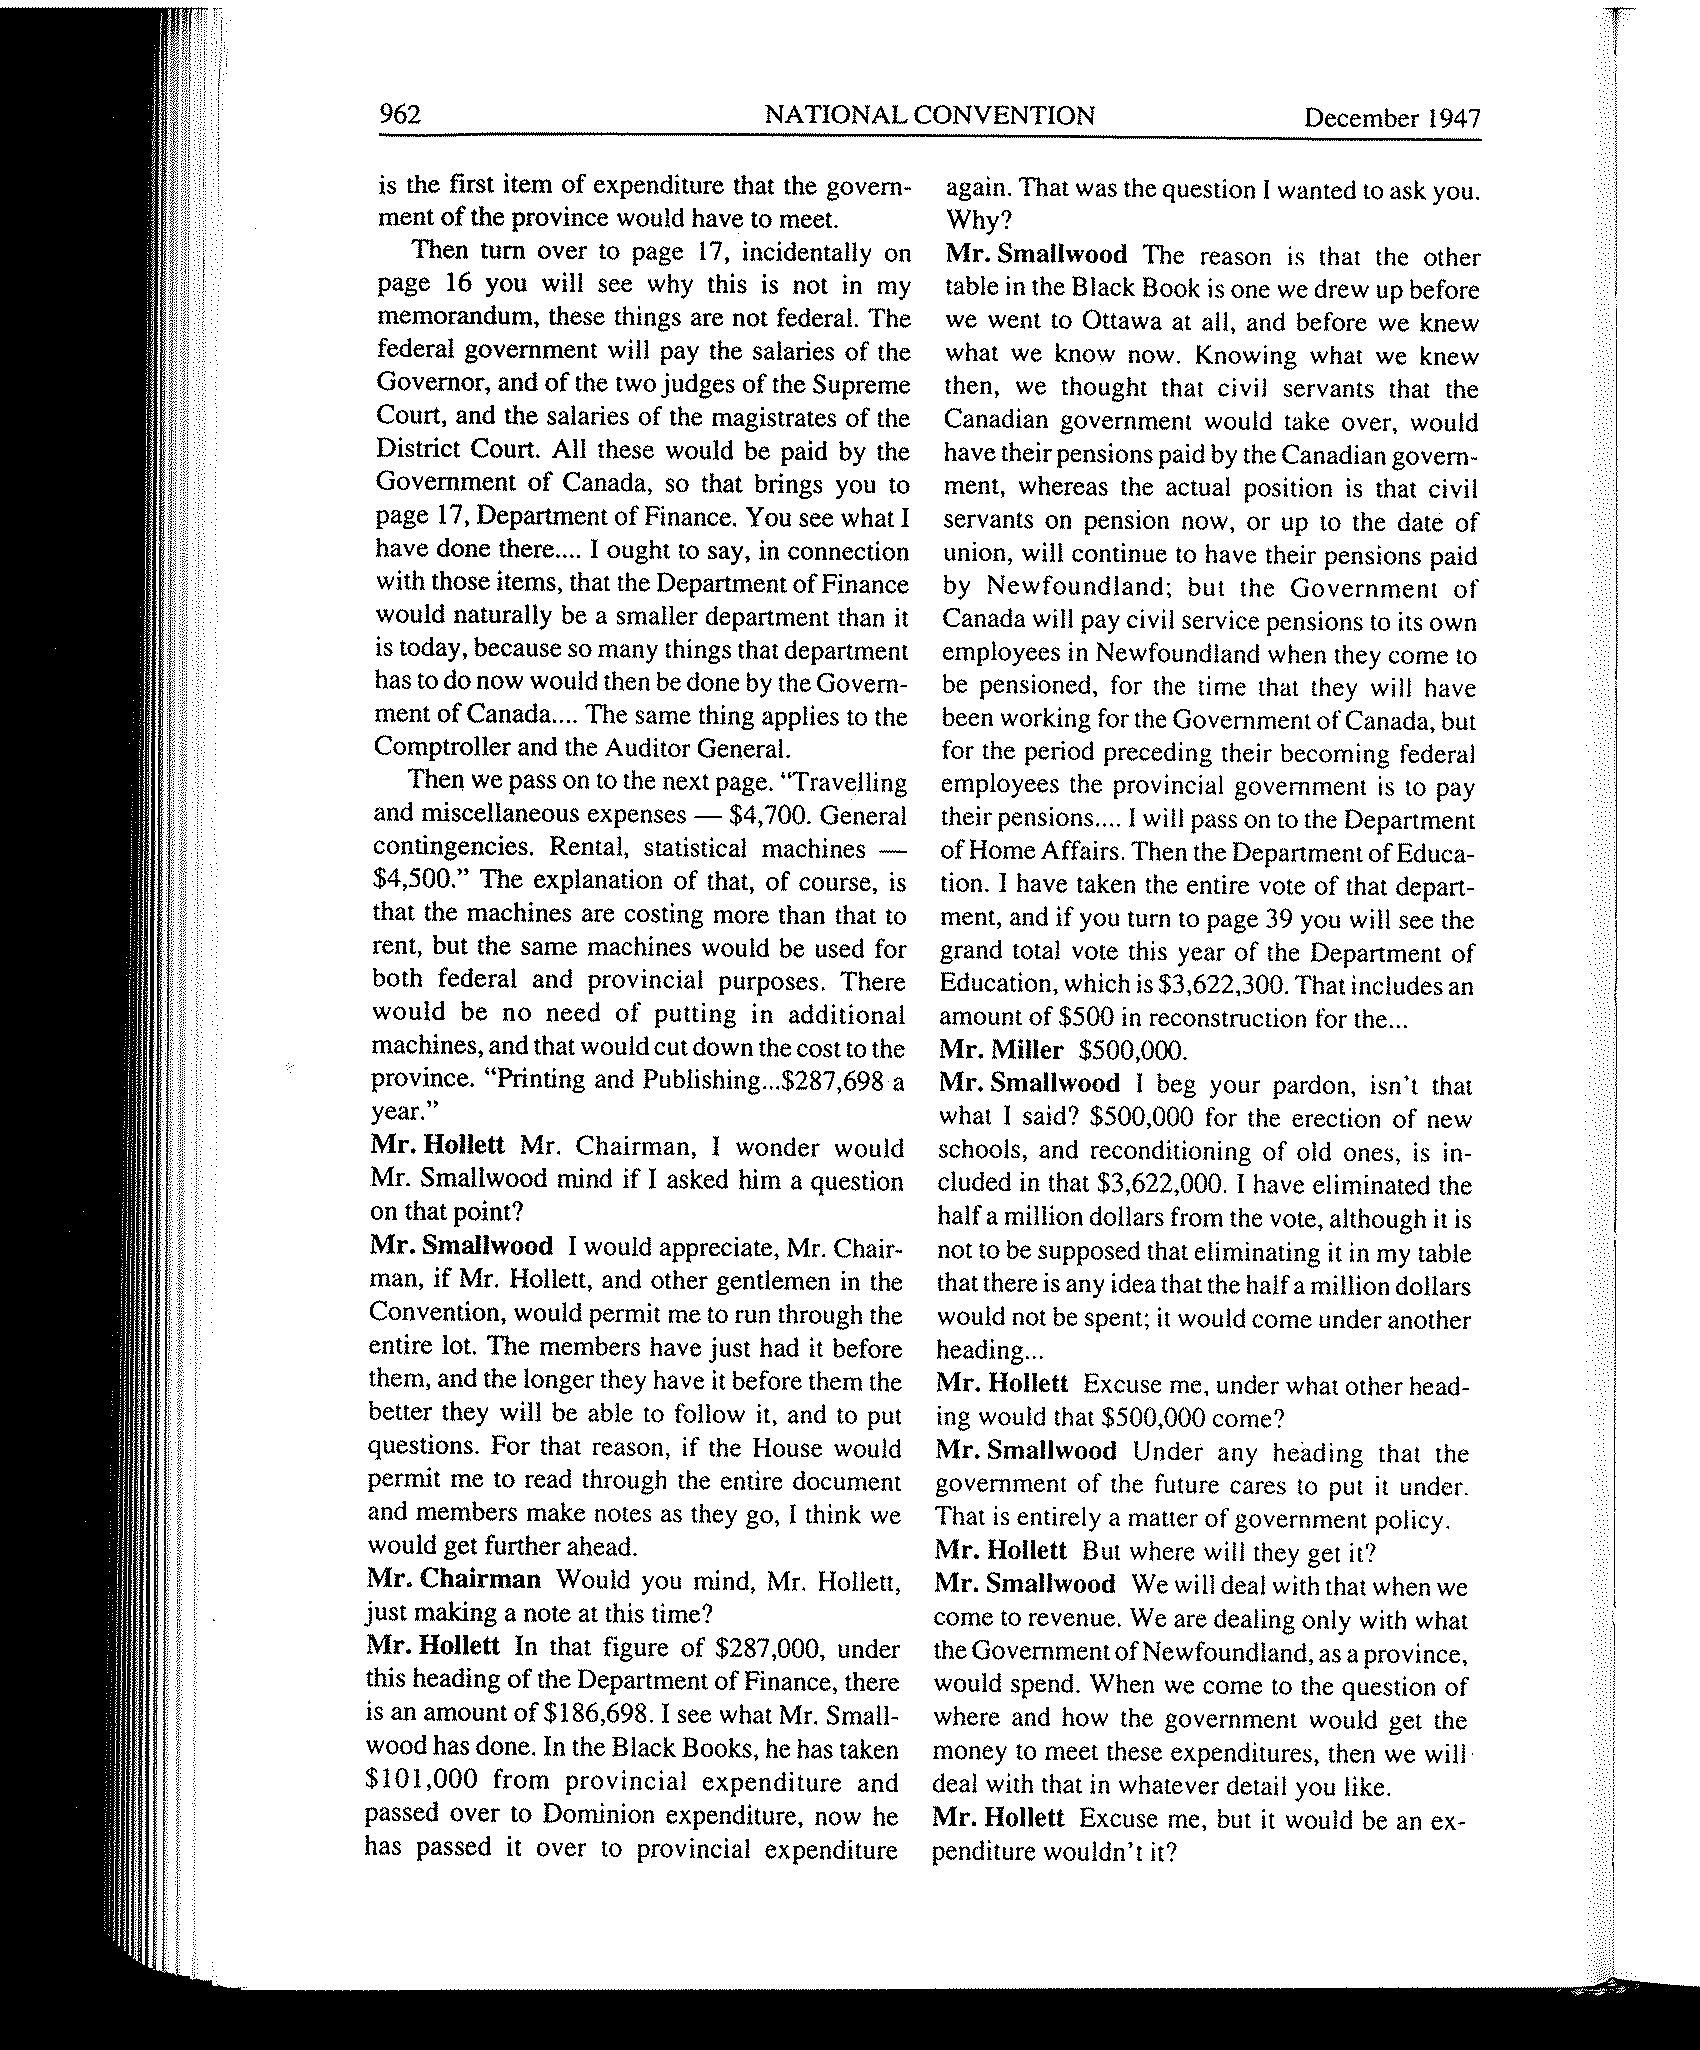 962
NATIONAL CONVENTION
December 1947
is the first item of expenditure that the govern-
ment of the province would have to meet.
Then turn over to page 17, incidentally on
page 16 you will see why this is not in my
memorandum, these things are not federal. The
federal government will pay the salaries of the
Governor, and of the two judges of the Supreme
Court, and the salaries of the magistrates of the
District Court. All these would be paid by the
Government of Canada, so that brings you to
page 17, Department of Finance. You see what I
have done there.... I ought to say, in connection
with those items, that the Department of Finance
would naturally be a smaller department than it
is today, because so many things that department
has to do now would then be done by the Govern-
ment of Canada.... The same thing applies to the
Comptroller and the Auditor General.
Then we pass on to the next page. “Travelling
and miscellaneous expenses — $4,700. General
contingencies. Rental, statistical machines —
$4,500.” The explanation of that, of course, is
that the machines are costing more than that to
rent, but the same machines would be used for
both federal and provincial purposes. There
would be no need of putting in additional
machines, and that would cut down the cost to the
province. “Printing and Publishing...$287,698 a
year.”
Mr. Hollett Mr. Chairman, I wonder would
Mr. Smallwood mind if I asked him a question
on that point?
Mr. Smallwood I would appreciate, Mr. Chair-
man, if Mr. Hollett, and other gentlemen in the
Convention, would permit me to run through the
entire lot. The members have just had it before
them, and the longer they have it before them the
better they will be able to follow it, and to put
questions. For that reason, if the House would
permit me to read through the entire document
and members make notes as they go, I think we
would get further ahead.
Mr. Chairman Would you mind, Mr. Hollett,
just making a note at this time?
Mr. Hollett In that figure of $287,000, under
this heading of the Department of Finance, there
is an amount of $186,698. I see what Mr. Small-
wood has done. In the Black Books, he has taken
$101,000 from provincial expenditure and
passed over to Dominion expenditure, now he
has passed it over to provincial expenditure
again. That was the question I wanted to ask you.
Why?
Mr. Smallwood The reason is that the other
table in the Black Book is one we drew up before
we went to Ottawa at all, and before we knew
what we know now. Knowing what we knew
then, we thought that civil servants that the
Canadian government would take over, would
have their pensions paid by the Canadian govern-
ment, whereas the actual position is that civil
servants on pension now, or up to the date of
union, will continue to have their pensions paid
by Newfoundland; but the Government of
Canada will pay civil service pensions to its own
employees in Newfoundland when they come to
be pensioned, for the time that they will have
been working for the Government of Canada, but
for the period preceding their becoming federal
employees the provincial government is to pay
their pensions.... I will pass on to the Department
of Home Affairs. Then the Department of Educa-
tion. I have taken the entire vote of that depart-
ment, and if you turn to page 39 you will see the
grand total vote this year of the Department of
Education, which is $3,622,300. That includes an
amount of $500 in reconstruction for the...
Mr. Miller $500,000.
Mr. Smallwood I beg your pardon, isn't that
what I said? $500,000 for the erection of new
schools, and reconditioning of old ones, is in-
cluded in that $3,622,000. I have eliminated the
half a million dollars from the vote, although it is
not to be supposed that eliminating it in my table
that there is any idea that the half a million dollars
would not be spent; it would come under another
heading...
Mr. Hollett Excuse me, under what other head-
ing would that $500,000 come?
Mr. Smallwood Under any heading that the
government of the future cares to put it under.
That is entirely a matter of government policy.
Mr. Hollett But where will they get it?
Mr. Smallwood We will deal with that when we
come to revenue. We are dealing only with what
the Government of Newfoundland, as a province,
would spend. When we come to the question of
where and how the government would get the
money to meet these expenditures, then we will
deal with that in whatever detail you like.
Mr. Hollett Excuse me, but it would be an ex-
penditure wouldn't it?